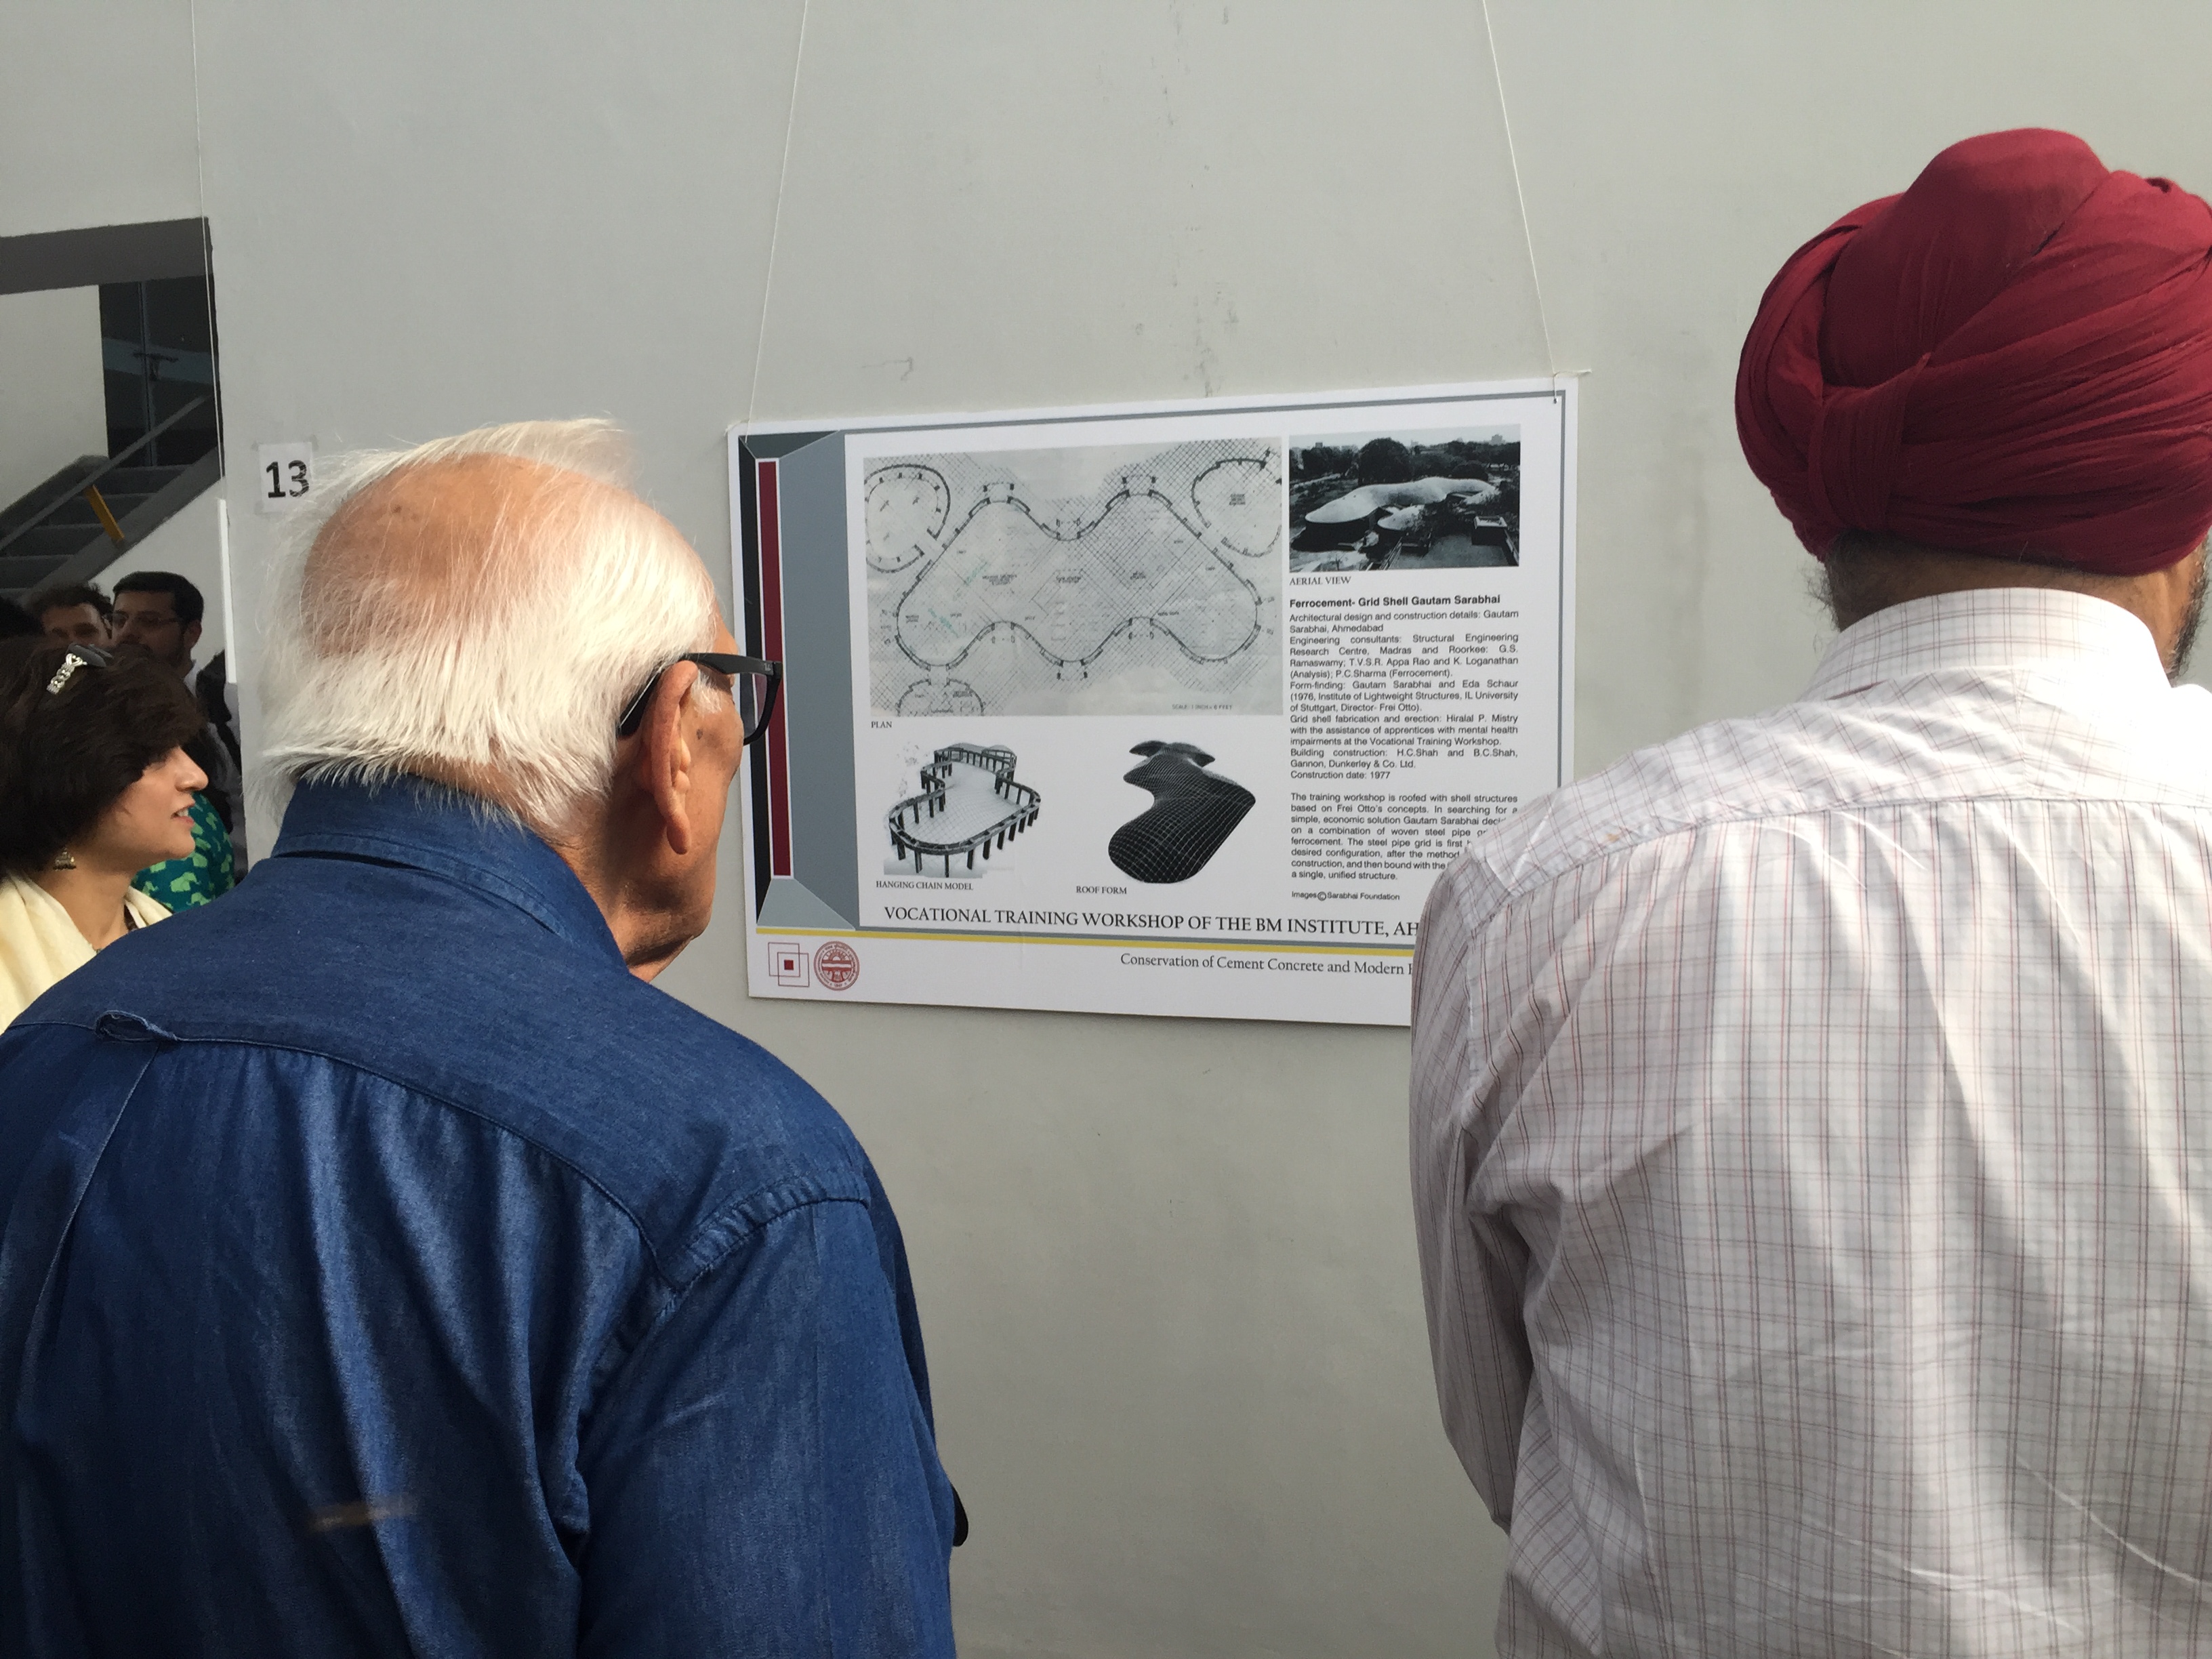 13
AERIAL VIEW
Ferrocement- Grid Shell Gautam Sarabhai
Architectural design and construction details: Gautam
Sarabhai, Ahmedabad
Engineering consultants: Structural Engineering
Research Centre, Madras and Roorkee: G.S.
Ramaswamy; T.V.S.R. Appa Rao and K. Loganathan
(Analysis); P.C.Sharma (Ferrocement).
Form-finding: Gautam Sarabhai and Eda Schaur
(1976, Institute of Lightweight Structures, IL University
of Stuttgart, Director- Frei Otto).
Grid shell fabrication and erection: Hiralal P. Mistry
with the assistance of apprentices with mental health
impairments at the Vocational Training Workshop.
Building construction: H.C.Shah and B.C.Shah,
Gannon, Dunkerley & Co. Ltd.
Construction date: 1977
The training workshop is roofed with shell structures
based on Frei Otto's concepts. In searching for a
simple, economic solution Gautam Sarabhai
on a combination of woven steel pipe
ferrocement. The steel pipe grid is first
desired configuration, after the method
construction, and then bound with the
a single, unified structure.
Images©Sarabhai Foundation
PLAN
HANGING CHAIN MODEL
ROOF FORM
VOCATIONAL TRAINING WORKSHOP OF THE BM INSTITUTE, AH
Conservation of Cement Concrete and Modern